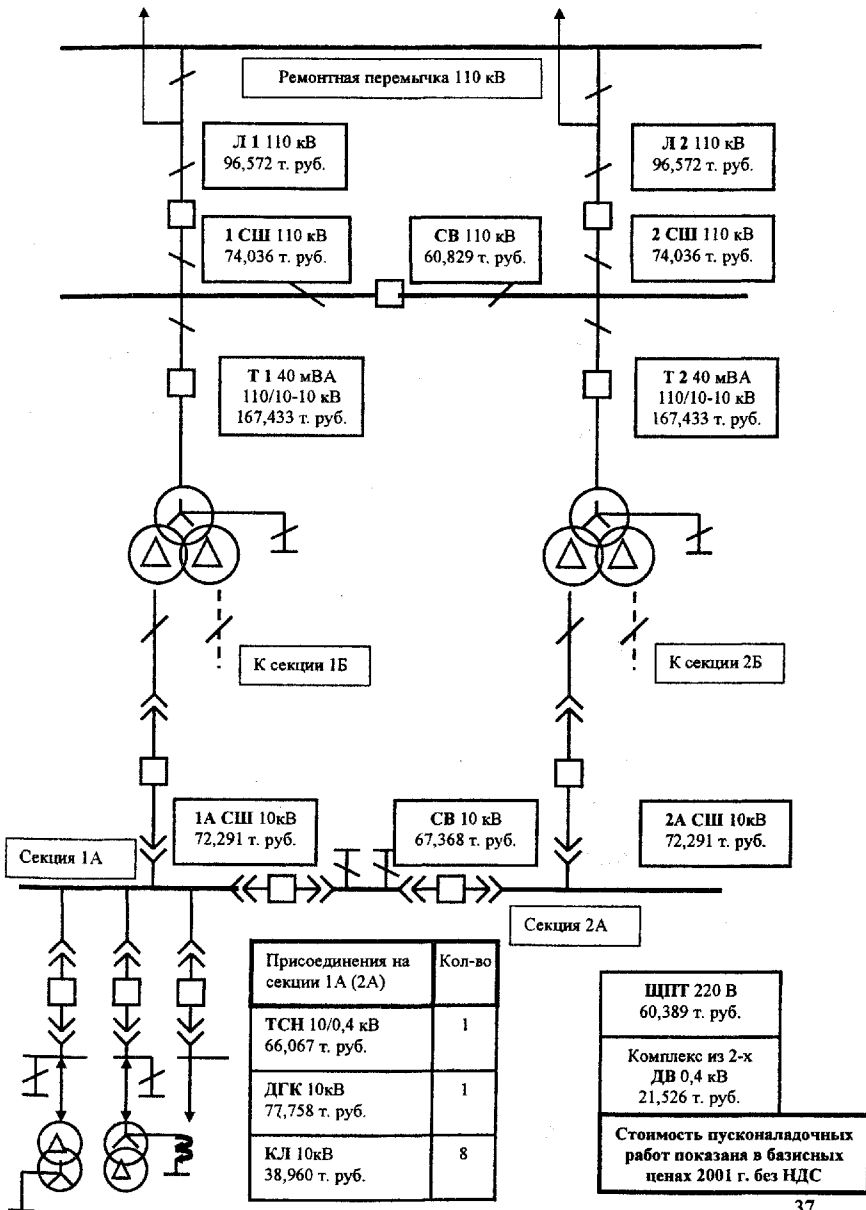 Ремонтная перемычка 110 кВ
Л 1 110 кВ
96,572 т. руб.
Л 2 110 кВ
96,572 т. руб.
1 СШ 110 кВ
74,036 т. руб.
СВ 110 кВ
60,829 т. руб.
2 СШ 110 кВ
74,036 т. руб.
Т 1 40 мВА
110/10-10 кВ
167,433 т. руб.
Т 2 40 мВА
110/10-10 кВ
167,433 т. руб.
К секции 1Б
К секции 2Б
1А СШ 10кВ
72,291 т. руб.
СВ 10 кВ
67,368 т. руб.
2А СШ 10кВ
72,291 т. руб.
Секция 1А
Секция 2А
Присоединения на
секции 1А (2А)
Кол-во
ТСН 10/0,4 кВ
66,067 т. руб.
1
ДГК 10кВ
77,758 т. руб.
1
КЛ 10кВ
38,960 т. руб.
8
ЩПТ 220 В
60,389 т. руб.
Комплекс из 2-х
ДВ 0,4 кВ
21,526 т. руб.
Стоимость пусконаладочных
работ показана в базисных
ценах 2001 г. без НДС
37